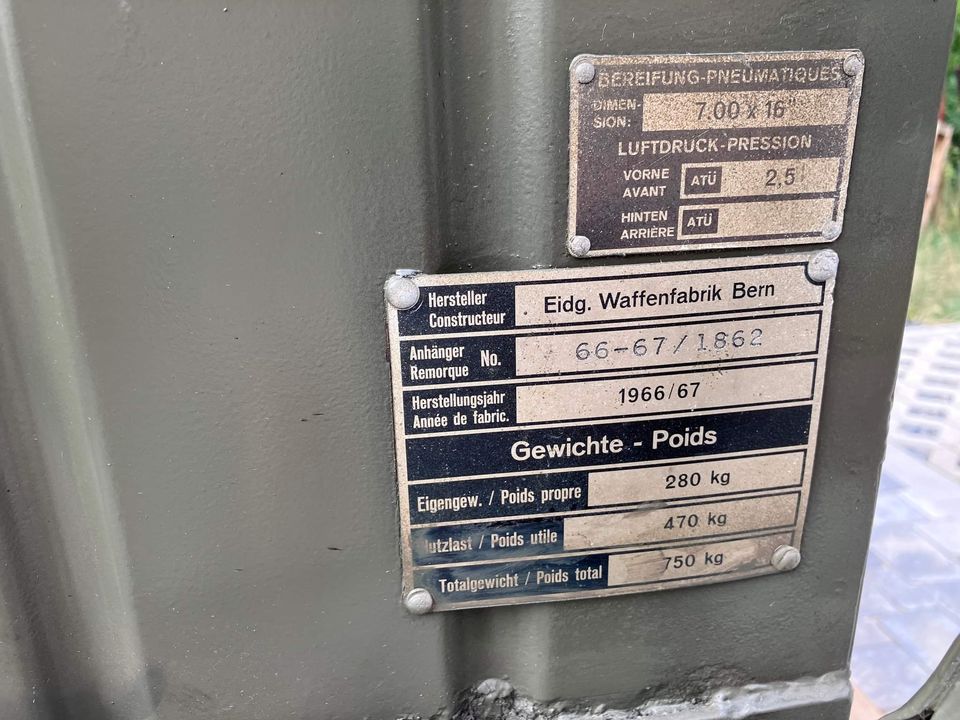 BEREIFUNG-PNEUMATIQUES
DIMEN-
SION: 7.00 x 16"
LUFTDRUCK-PRESSION
VORNE
AVANT ATÜ 2,5
HINTEN
ARRIÈRE ATÜ
Hersteller
Constructeur Eidg. Waffenfabrik Bern
Anhänger
Remorque No. 66-67/1862
Herstellungsjahr
Année de fabric. 1966/67
Gewichte - Poids
Eigengew. / Poids propre 280 kg
utzlast / Poids utile 470 kg
Totalgewicht / Poids total 750 kg